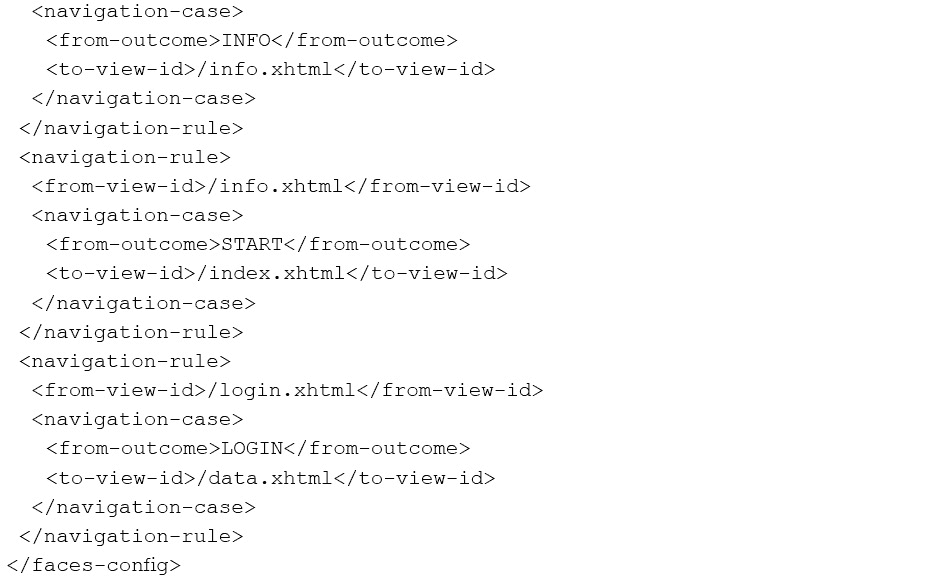 <navigation-case>
<from-outcome>INFO</from-outcome>
<to-view-id>/info.xhtml</to-view-id>
</navigation-case>
</navigation-rule>
<navigation-rule>
<from-view-id>/info.xhtml</from-view-id>
<navigation-case>
<from-outcome>START</from-outcome>
<to-view-id>/index.xhtml</to-view-id>
</navigation-case>
</navigation-rule>
<navigation-rule>
<from-view-id>/login.xhtml</from-view-id>
<navigation-case>
<from-outcome>LOGIN</from-outcome>
<to-view-id>/data.xhtml</to-view-id>
</navigation-case>
</navigation-rule>
</faces-config>